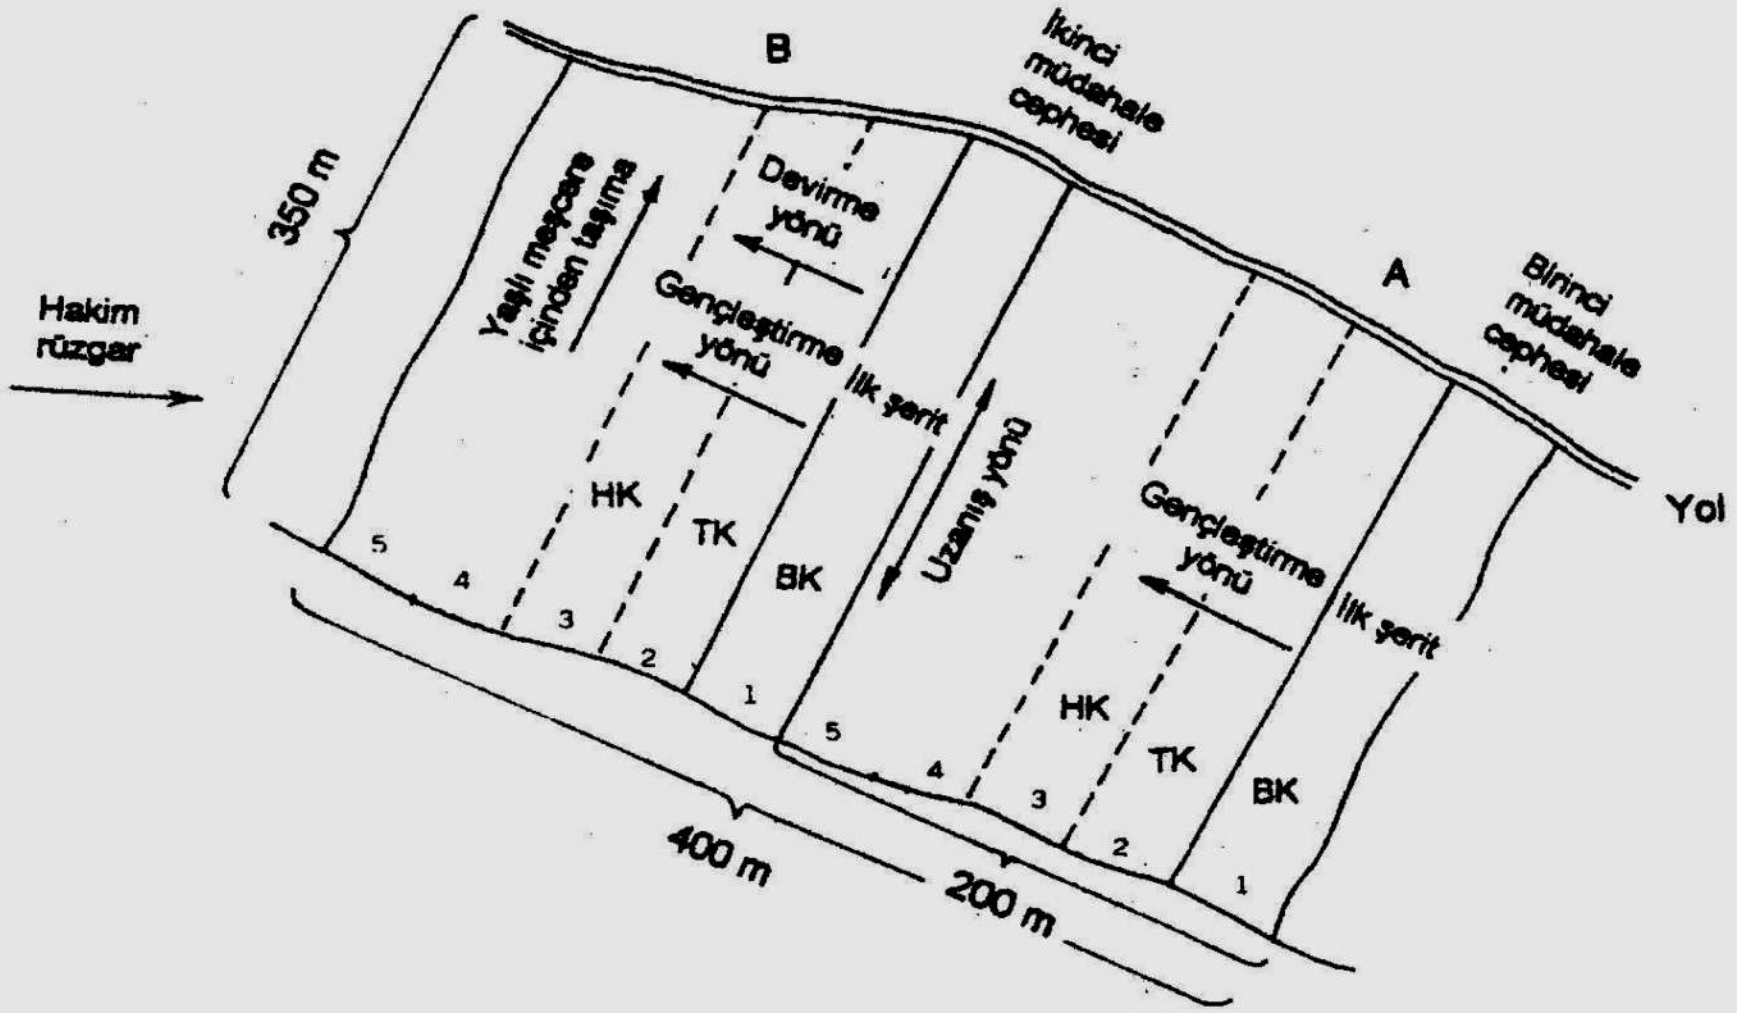 B
İkinci
müdahale
cephesi
A
Birinci
müdahale
cephesi
Yol
350 m
Hakim
rüzgar
Yaşlı meşcere
içinden taşıma
Devirme
yönü
Gençleştirme
yönü
İlk şerit
Uzanış yönü
Gençleştirme
yönü
İlk şerit
HK
TK
BK
HK
TK
BK
5
4
3
2
1
5
4
3
2
1
400 m
200 m